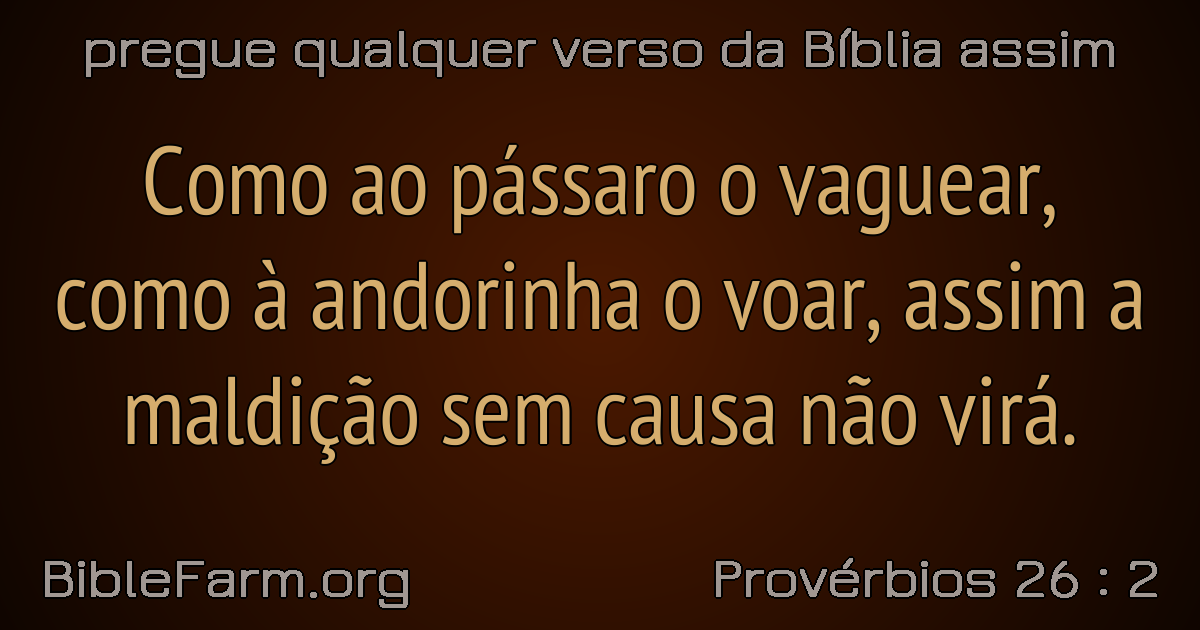 pregue qualquer verso da Bíblia assim
Como ao pássaro o vaguear,
como à andorinha o voar, assim a
maldição sem causa não virá.
BibleFarm.org
Provérbios 26 : 2